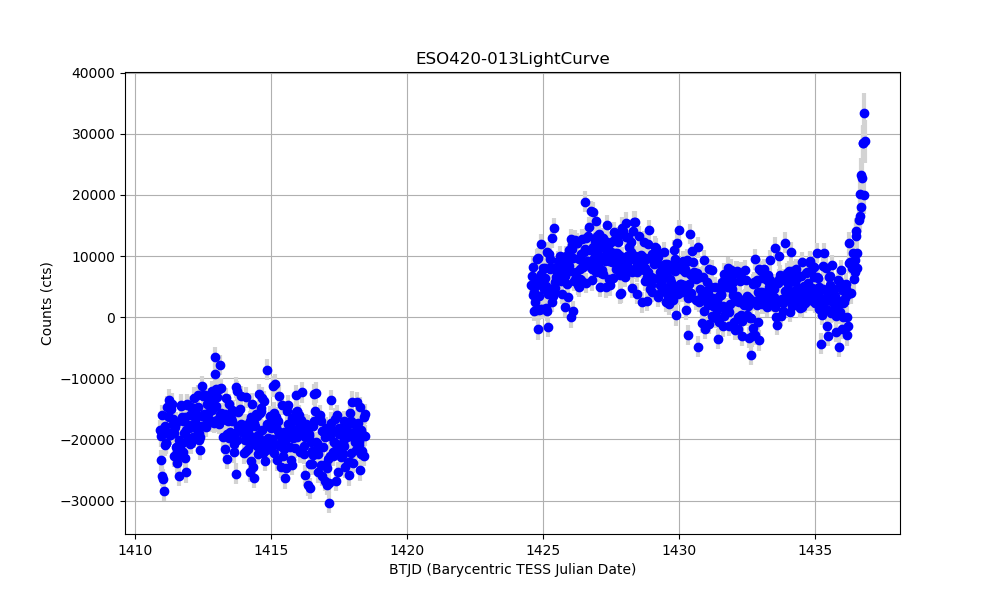 ESO420-013LightCurve
40000
30000
20000
10000
0
−10000
−20000
−30000
Counts (cts)
1410 1415 1420 1425 1430 1435
BTJD (Barycentric TESS Julian Date)